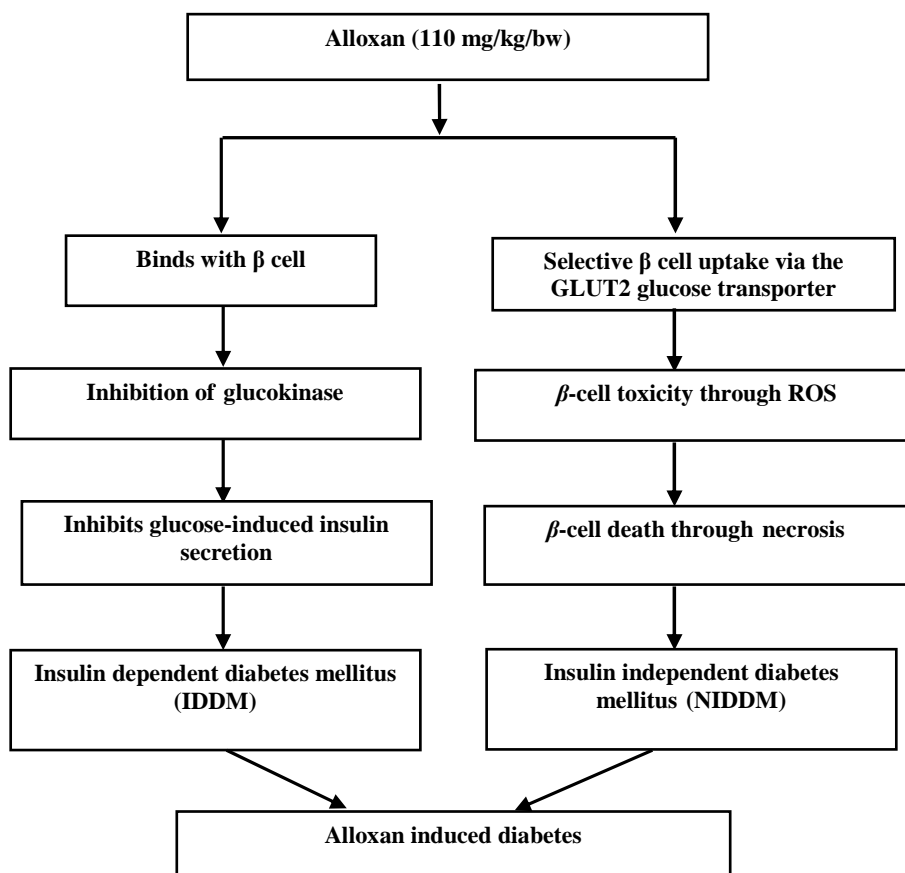 Alloxan (110 mg/kg/bw)
Binds with β cell
Selective β cell uptake via the
GLUT2 glucose transporter
Inhibition of glucokinase
β-cell toxicity through ROS
Inhibits glucose-induced insulin
secretion
β-cell death through necrosis
Insulin dependent diabetes mellitus
(IDDM)
Insulin independent diabetes
mellitus (NIDDM)
Alloxan induced diabetes